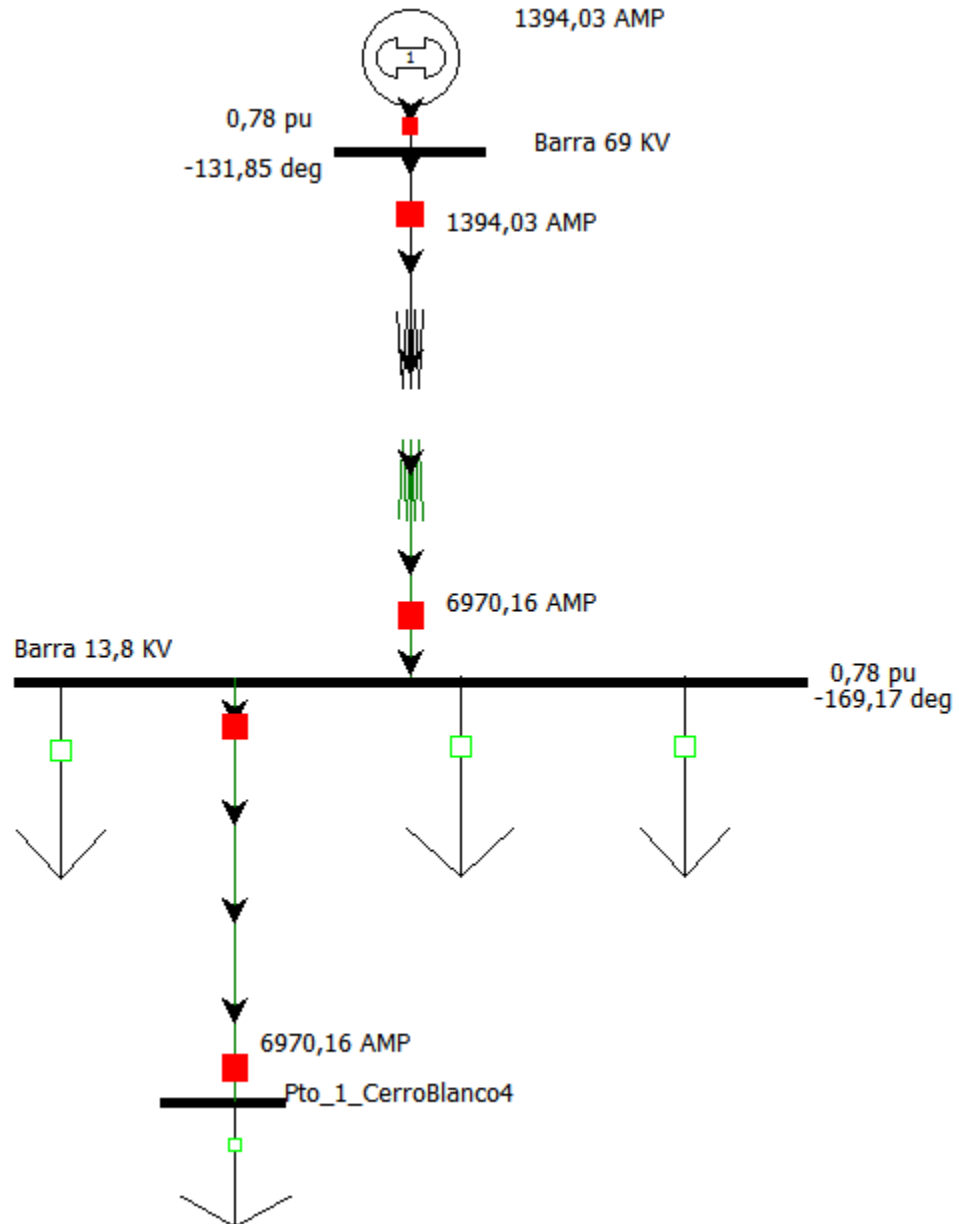 1394,03 AMP
1
0,78 pu
Barra 69 KV
-131,85 deg
1394,03 AMP
6970,16 AMP
Barra 13,8 KV
0,78 pu
-169,17 deg
6970,16 AMP
Pto_1_CerroBlanco4